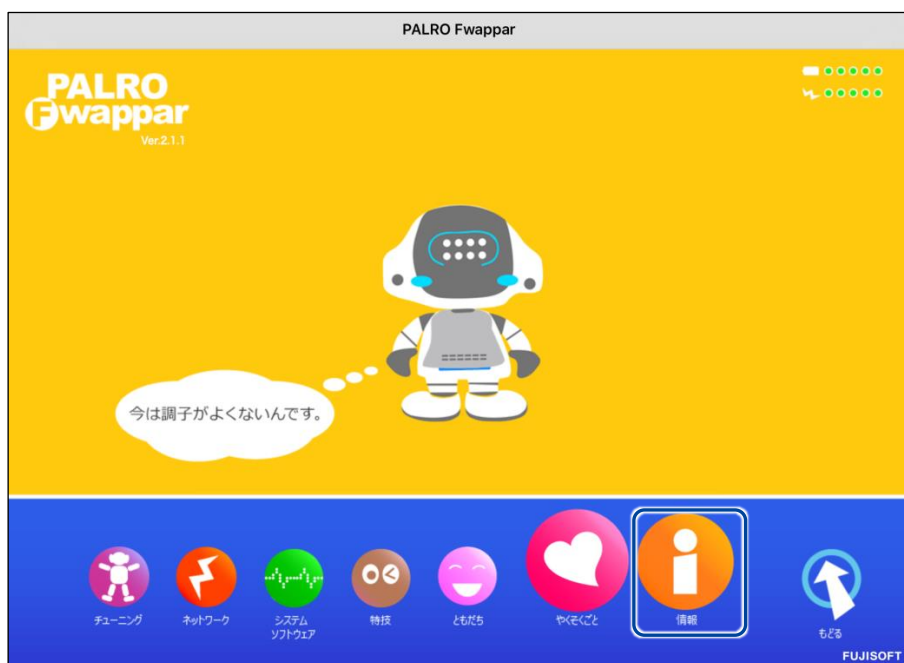 PALRO Fwappar
PALRO
Fwappar
Ver.2.1.1
今は調子がよくないんです。
チューニング
ネットワーク
システム
ソフトウェア
特技
ともだち
やくそくごと
情報
もどる
FUJISOFT